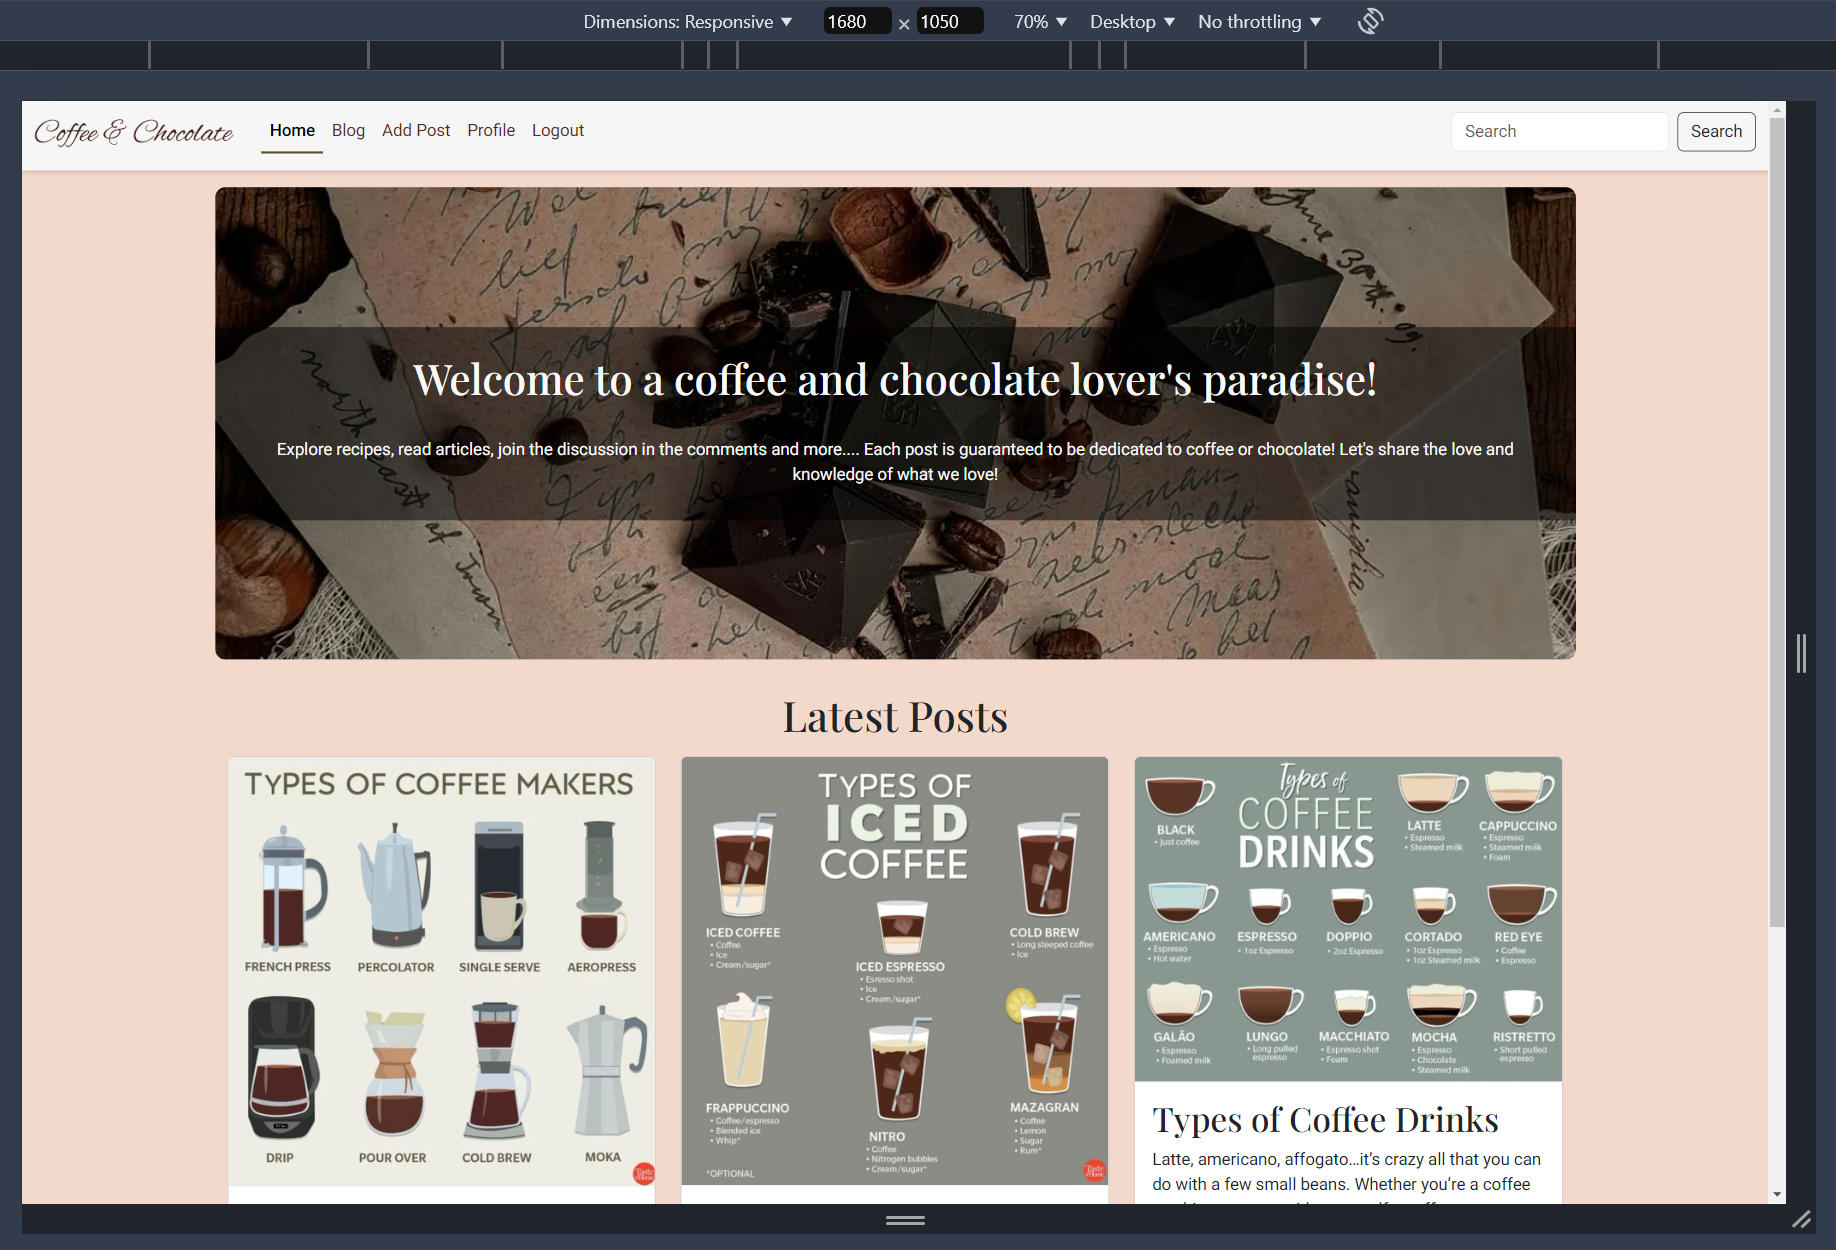 Dimensions: Responsive ▼ 1680 × 1050 70% ▼ Desktop ▼ No throttling ▼
Coffee & Chocolate Home Blog Add Post Profile Logout Search Search
Welcome to a coffee and chocolate lover's paradise!
Explore recipes, read articles, join the discussion in the comments and more.... Each post is guaranteed to be dedicated to coffee or chocolate! Let's share the love and
knowledge of what we love!
Latest Posts
TYPES OF COFFEE MAKERS
FRENCH PRESS PERCOLATOR SINGLE SERVE AEROPRESS
DRIP POUR OVER COLD BREW MOKA
Taste of Home
TYPES OF
ICED
COFFEE
ICED COFFEE
• Coffee
• Ice
• Cream/sugar*
ICED ESPRESSO
• Esresso shot
• Ice
• Cream/sugar*
COLD BREW
• Long steeped coffee
• Ice
FRAPPUCCINO
• Coffee/espresso
• Blended ice
• Whip*
NITRO
• Coffee
• Nitrogen bubbles
• Cream/sugar*
MAZAGRAN
• Coffee
• Lemon
• Sugar
• Rum*
*OPTIONAL
Taste of Home
Types of
COFFEE
DRINKS
BLACK
• Just coffee
LATTE
• Espresso
• Steamed milk
CAPPUCCINO
• Espresso
• Steamed milk
• Foam
AMERICANO
• Espresso
• Hot water
ESPRESSO
• 1oz Espresso
DOPPIO
• 2oz Espresso
CORTADO
• 1oz Espresso
• 1oz Steamed milk
RED EYE
• Coffee
• Espresso
GALÃO
• Espresso
• Foamed milk
LUNGO
• Long pulled
espresso
MACCHIATO
• Espresso shot
• Foam
MOCHA
• Espresso
• Chocolate
• Steamed milk
RISTRETTO
• Short pulled
espresso
Types of Coffee Drinks
Latte, americano, affogato…it's crazy all that you can
do with a few small beans. Whether you're a coffee